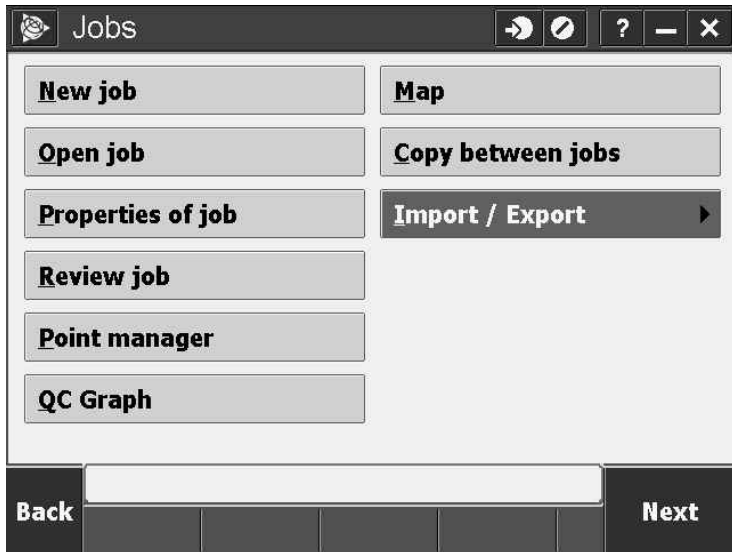 Jobs
?
New job
Map
Open job
Copy between jobs
Properties of job
Import / Export
Review job
Point manager
QC Graph
Back
Next